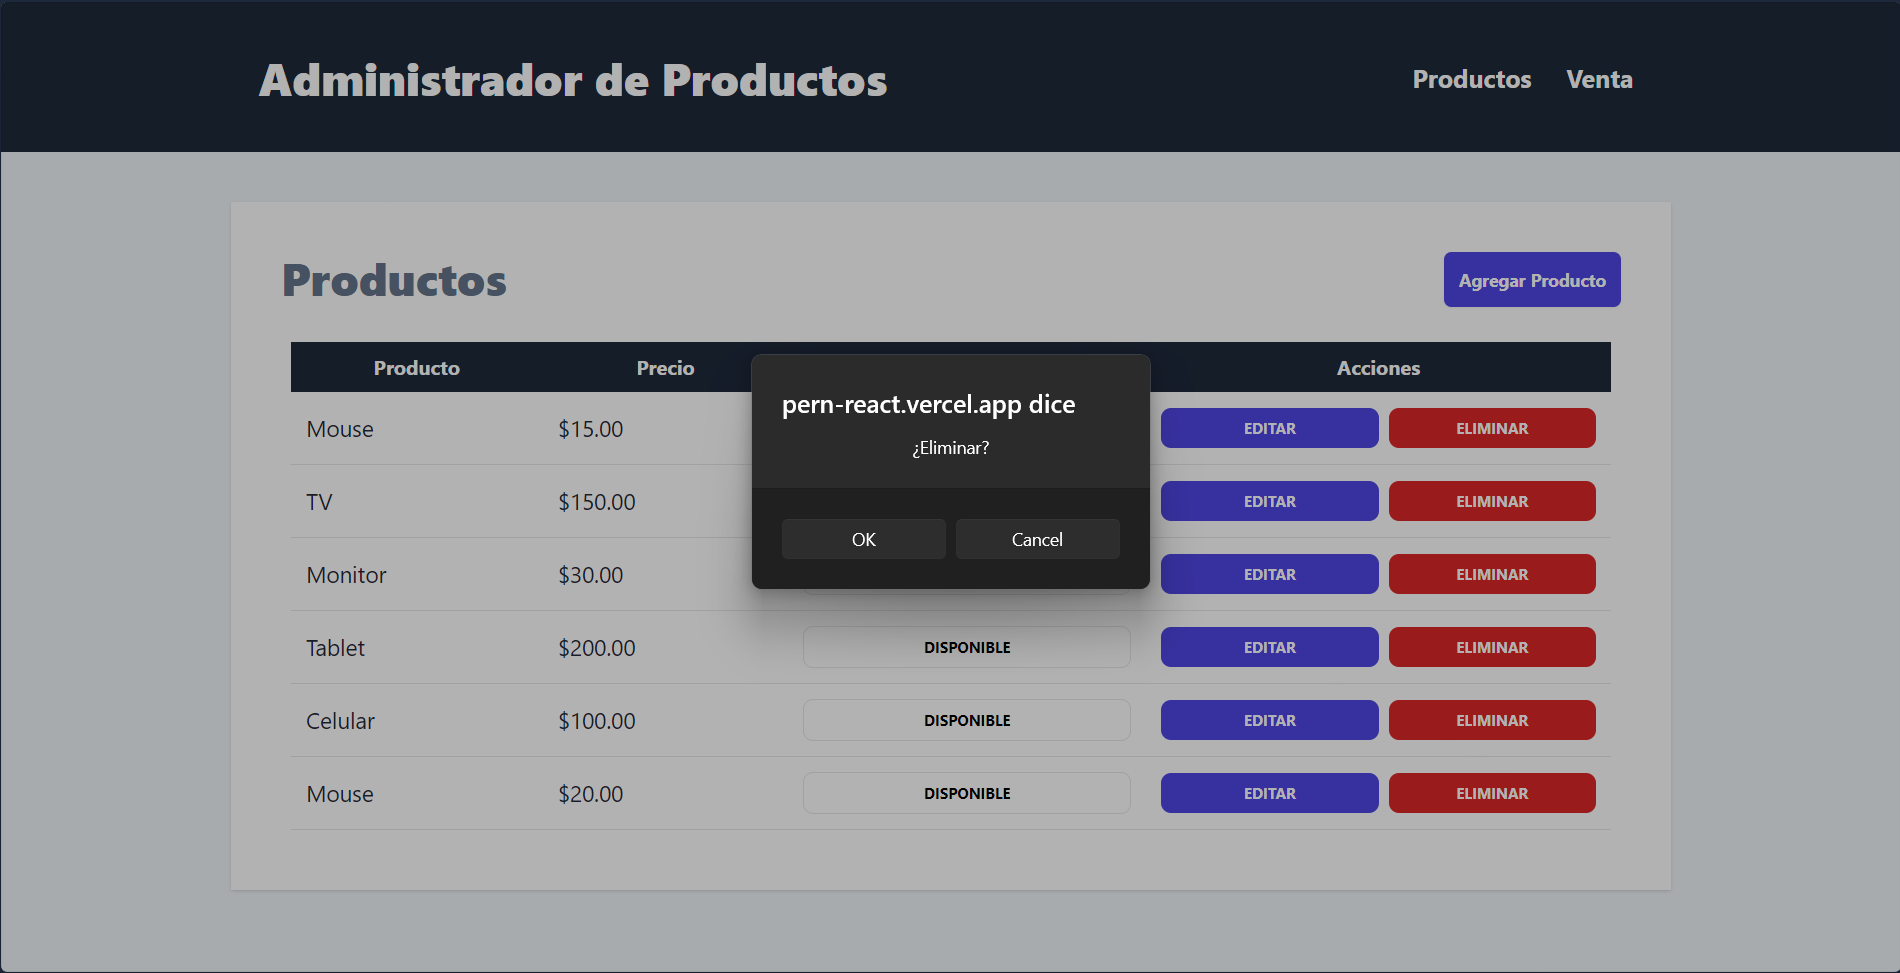 Administrador de Productos
Productos Venta
Productos
Agregar Producto
Producto Precio Acciones
pern-react.vercel.app dice
¿Eliminar?
OK Cancel
Mouse $15.00 EDITAR ELIMINAR
TV $150.00 EDITAR ELIMINAR
Monitor $30.00 EDITAR ELIMINAR
Tablet $200.00 DISPONIBLE EDITAR ELIMINAR
Celular $100.00 DISPONIBLE EDITAR ELIMINAR
Mouse $20.00 DISPONIBLE EDITAR ELIMINAR